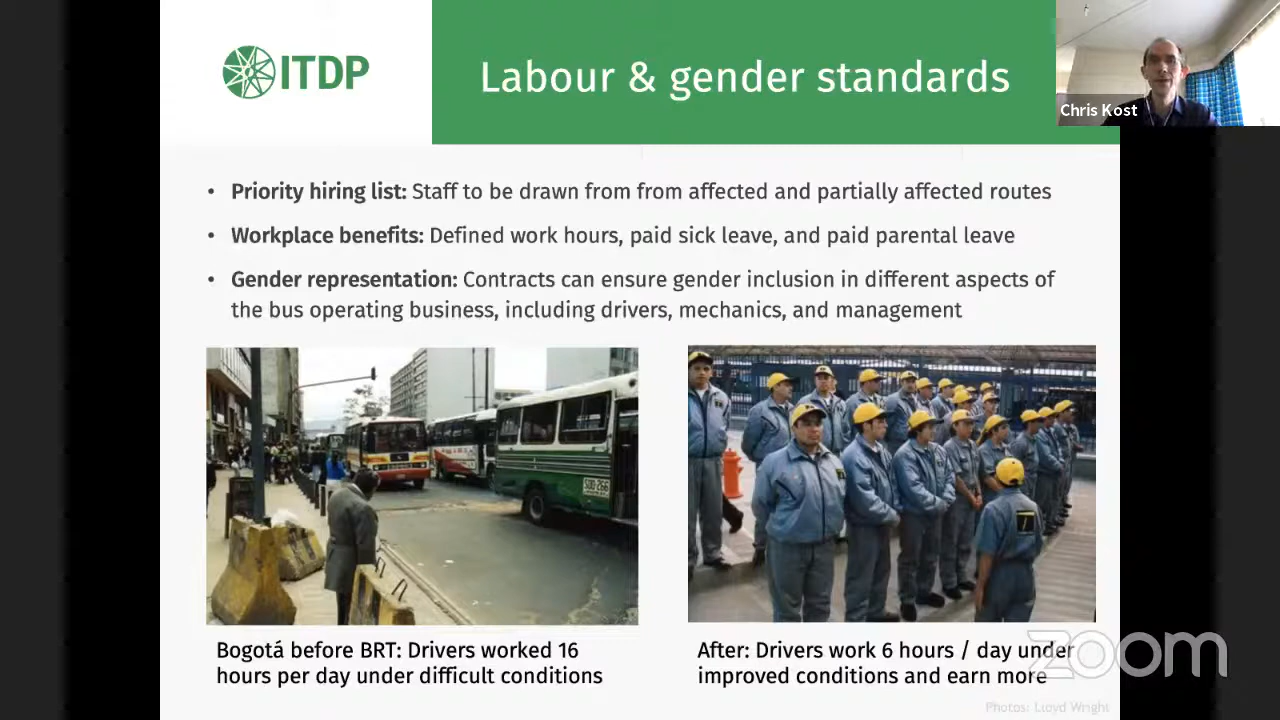 ITDP
Labour & gender standards
Chris Kost
• Priority hiring list: Staff to be drawn from from affected and partially affected routes
• Workplace benefits: Defined work hours, paid sick leave, and paid parental leave
• Gender representation: Contracts can ensure gender inclusion in different aspects of
the bus operating business, including drivers, mechanics, and management
Bogotá before BRT: Drivers worked 16
hours per day under difficult conditions
After: Drivers work 6 hours / day under
improved conditions and earn more
zoom
Photos: Lloyd Wright